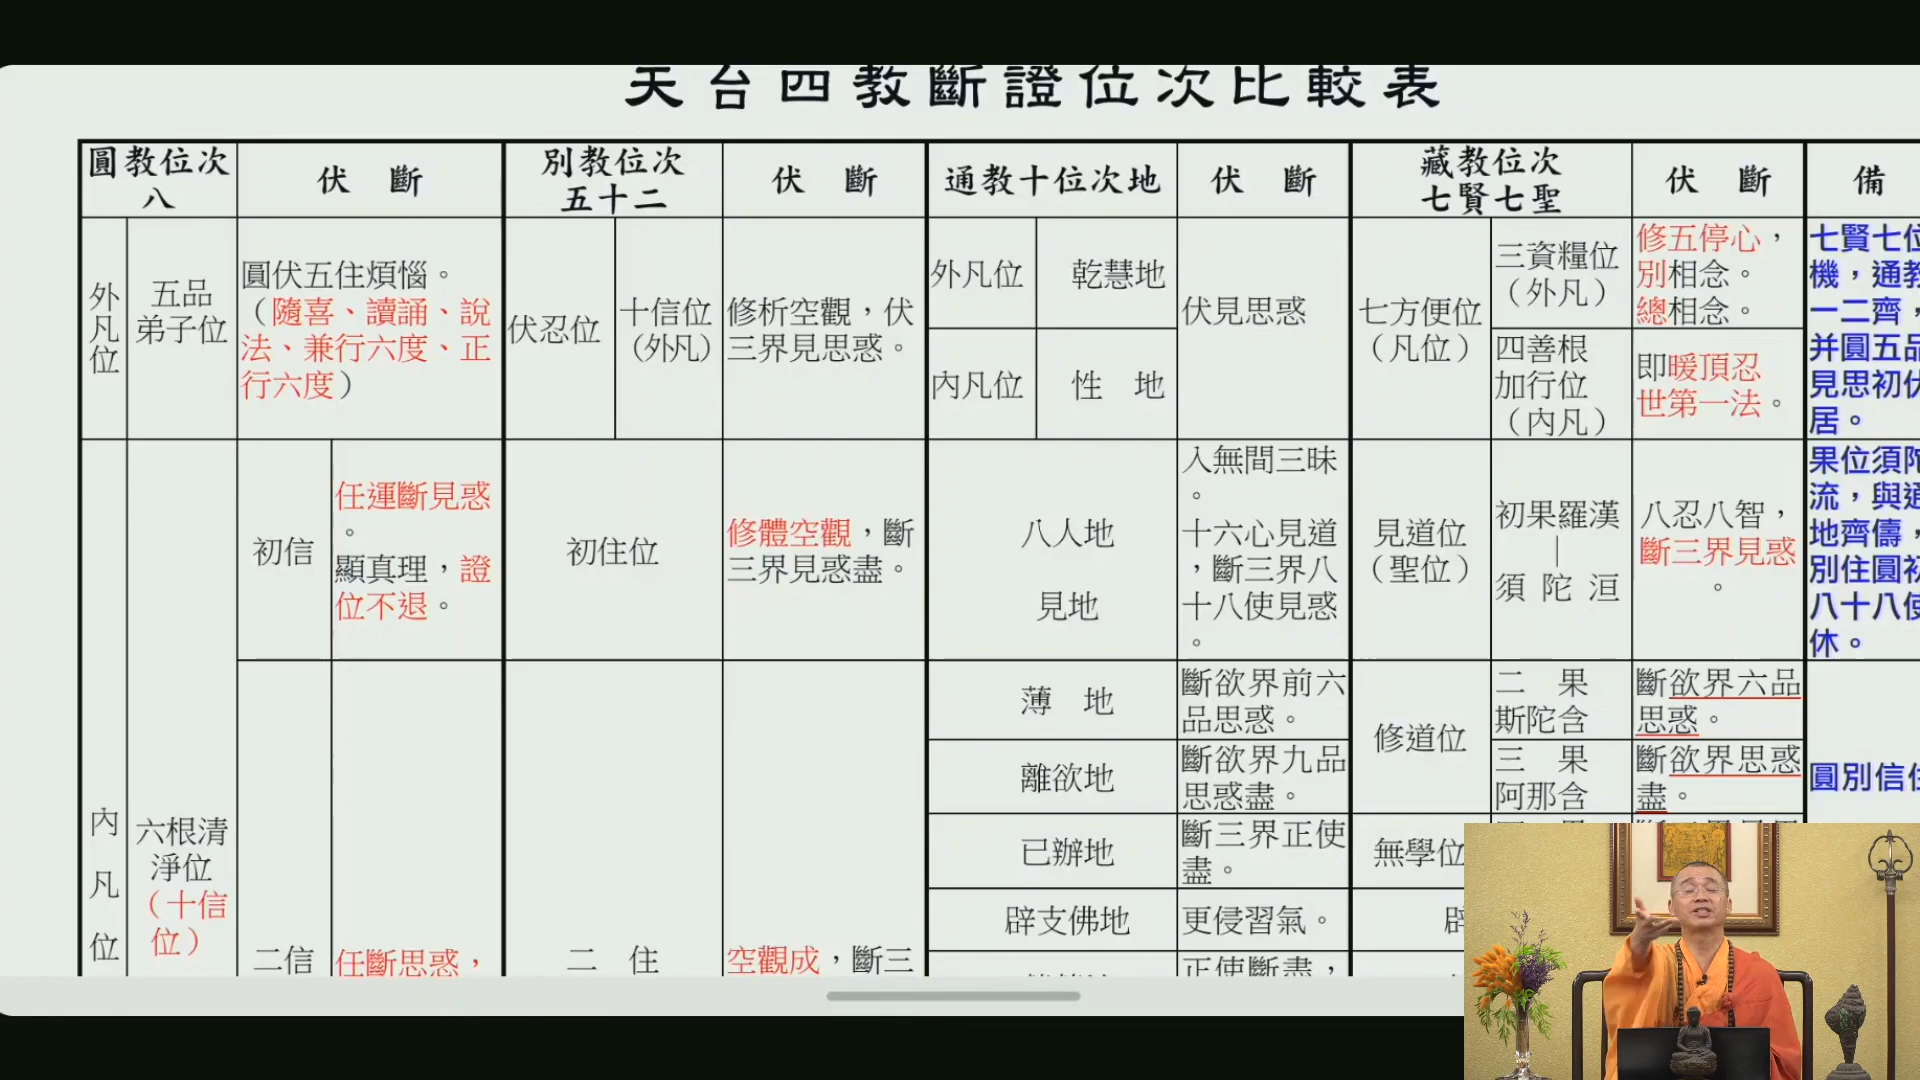 天台四教斷證位次比較表
圓教位次
八
伏 斷
別教位次
五十二
伏 斷
通教十位次地
伏 斷
藏教位次
七賢七聖
伏 斷
備
外
凡
位
五品
弟子位
圓伏五住煩惱。
（隨喜、讀誦、說
法、兼行六度、正
行六度）
伏忍位
十信位
（外凡）
修析空觀，伏
三界見思惑。
外凡位
乾慧地
內凡位
性 地
伏見思惑
七方便位
（凡位）
三資糧位
（外凡）
修五停心，
別相念。
總相念。
四善根
加行位
（內凡）
即暖頂忍
世第一法。
七賢七位
機，通教
一二齊，
并圓五品
見思初伏
居。
內
凡
位
六根清
淨位
（十信
位）
初信
任運斷見惑
。
顯真理，證
位不退。
初住位
修體空觀，斷
三界見惑盡。
八人地
見地
入無間三昧
。
十六心見道
，斷三界八
十八使見惑
。
見道位
（聖位）
初果羅漢
｜
須陀洹
八忍八智，
斷三界見惑
。
果位須陀
流，與通
地齊儔，
別住圓初
八十八使
休。
二信
任斷思惑，
二 住
空觀成，斷三
薄 地
斷欲界前六
品思惑。
離欲地
斷欲界九品
思惑盡。
已辦地
斷三界正使
盡。
辟支佛地
更侵習氣。
正使斷盡，
修道位
二 果
斯陀含
斷欲界六品
思惑。
三 果
阿那含
斷欲界思惑
盡。
無學位
辟
圓別信住